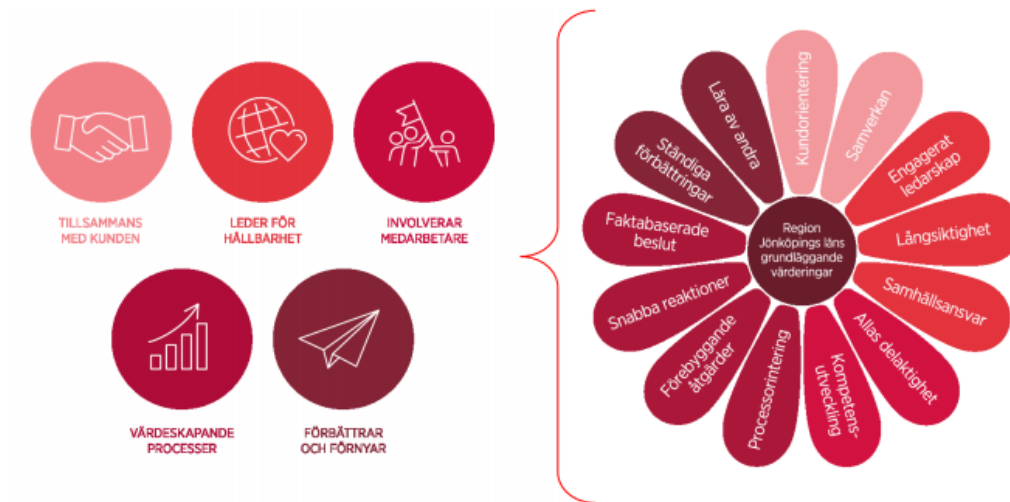 TILLSAMMANS
MED KUNDEN
LEDER FÖR
HÅLLBARHET
INVOLVERAR
MEDARBETARE
VÄRDESKAPANDE
PROCESSER
FÖRBÄTTRAR
OCH FÖRNYAR
Region
Jönköpings läns
grundläggande
värderingar
Kundorientering
Samverkan
Engagerat
ledarskap
Långsiktighet
Samhällsansvar
Allas delaktighet
Kompetens-
utveckling
Processorintering
Förebyggande
åtgärder
Snabba reaktioner
Faktabaserade
beslut
Ständiga
förbättringar
Lära av andra